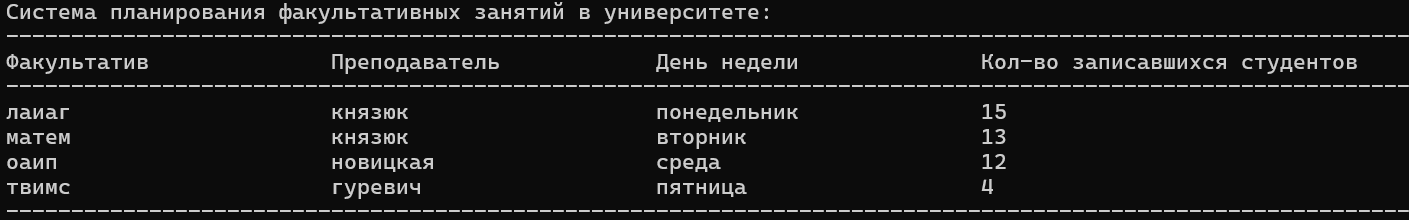 Система планирования факультативных занятий в университете:
------------------------------------------------------------------------------------------------------------
Факультатив Преподаватель День недели Кол-во записавшихся студентов
------------------------------------------------------------------------------------------------------------
лаиаг князюк понедельник 15
матем князюк вторник 13
оаип новицкая среда 12
твимс гуревич пятница 4
------------------------------------------------------------------------------------------------------------